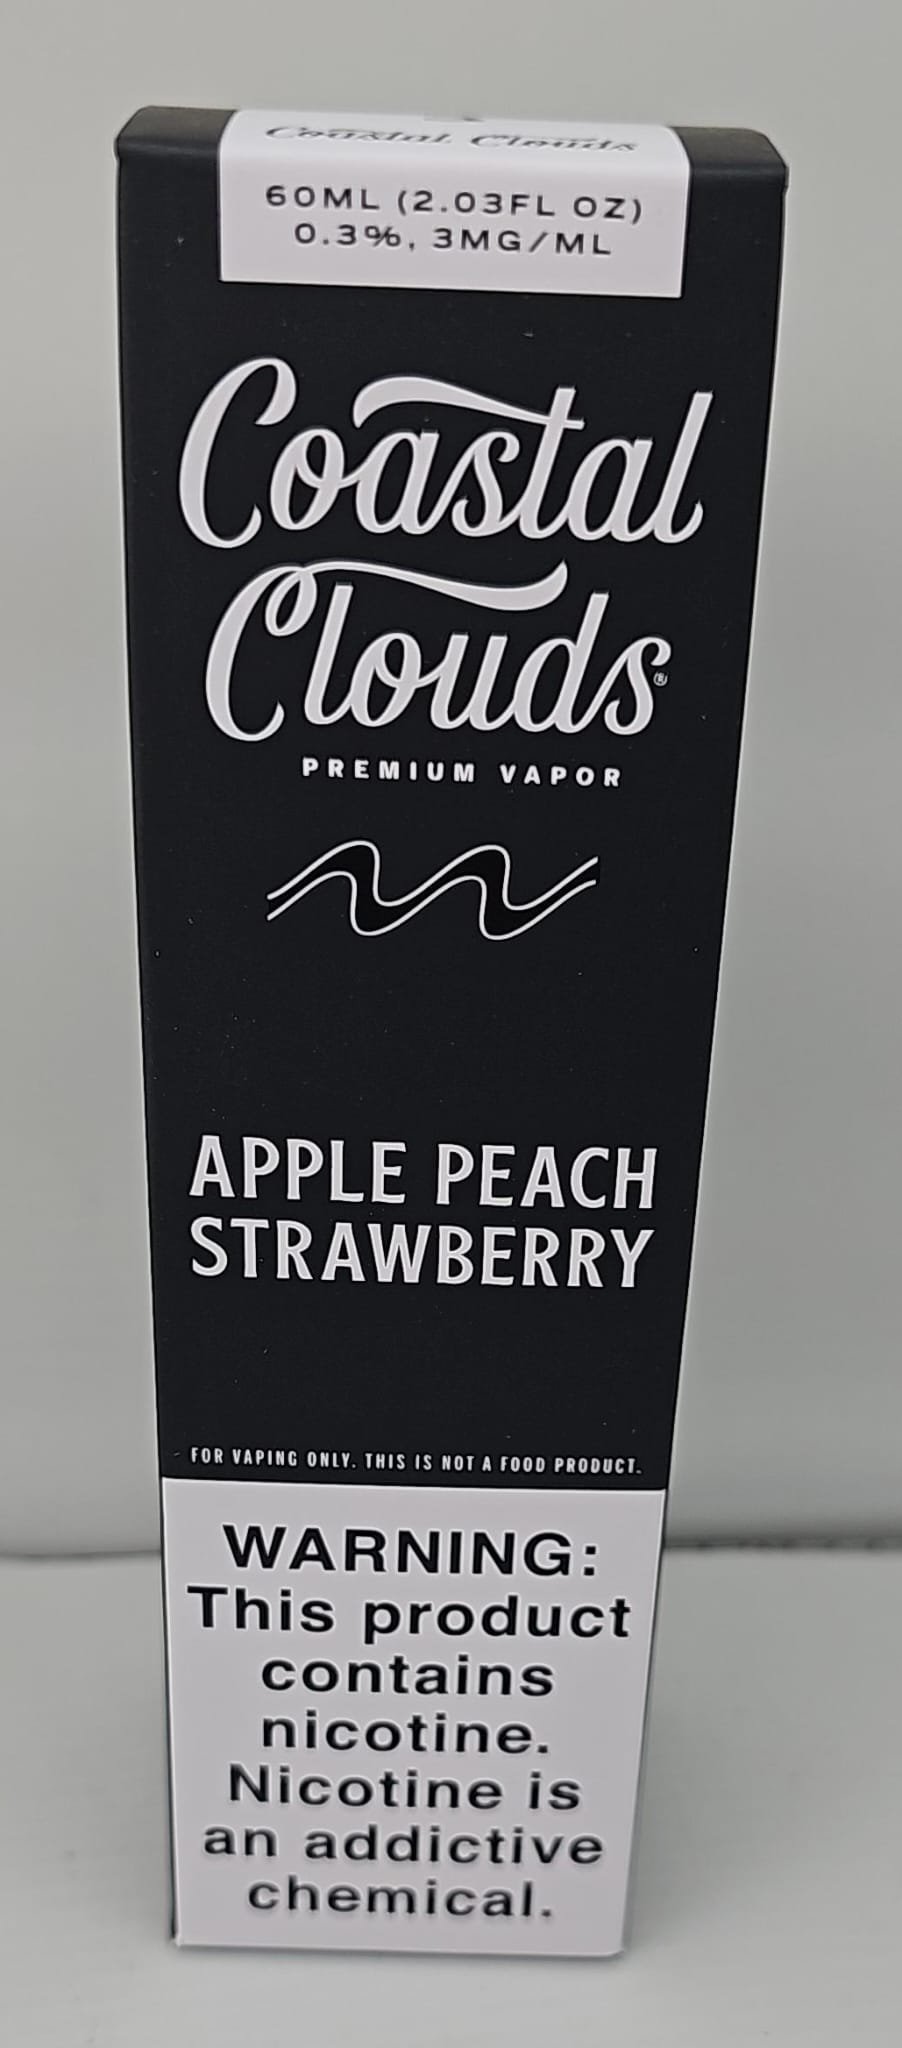 Coastal Clouds
60ML (2.03FL OZ)
0.3%, 3MG/ML
Coastal
Clouds®
PREMIUM VAPOR
APPLE PEACH
STRAWBERRY
FOR VAPING ONLY. THIS IS NOT A FOOD PRODUCT.
WARNING:
This product
contains
nicotine.
Nicotine is
an addictive
chemical.